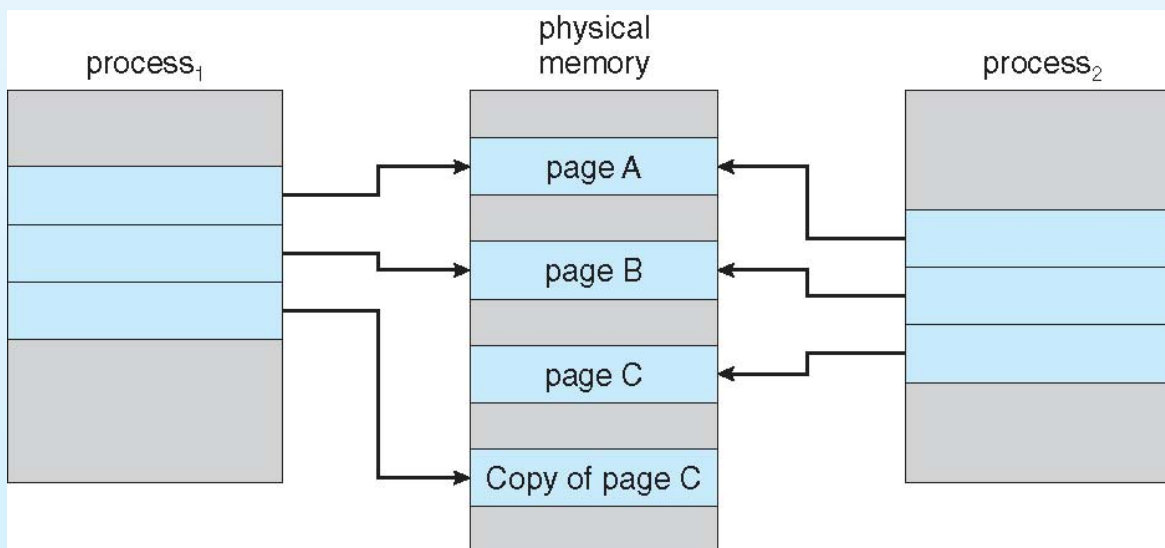 process₁
physical
memory
process₂
page A
page B
page C
Copy of page C